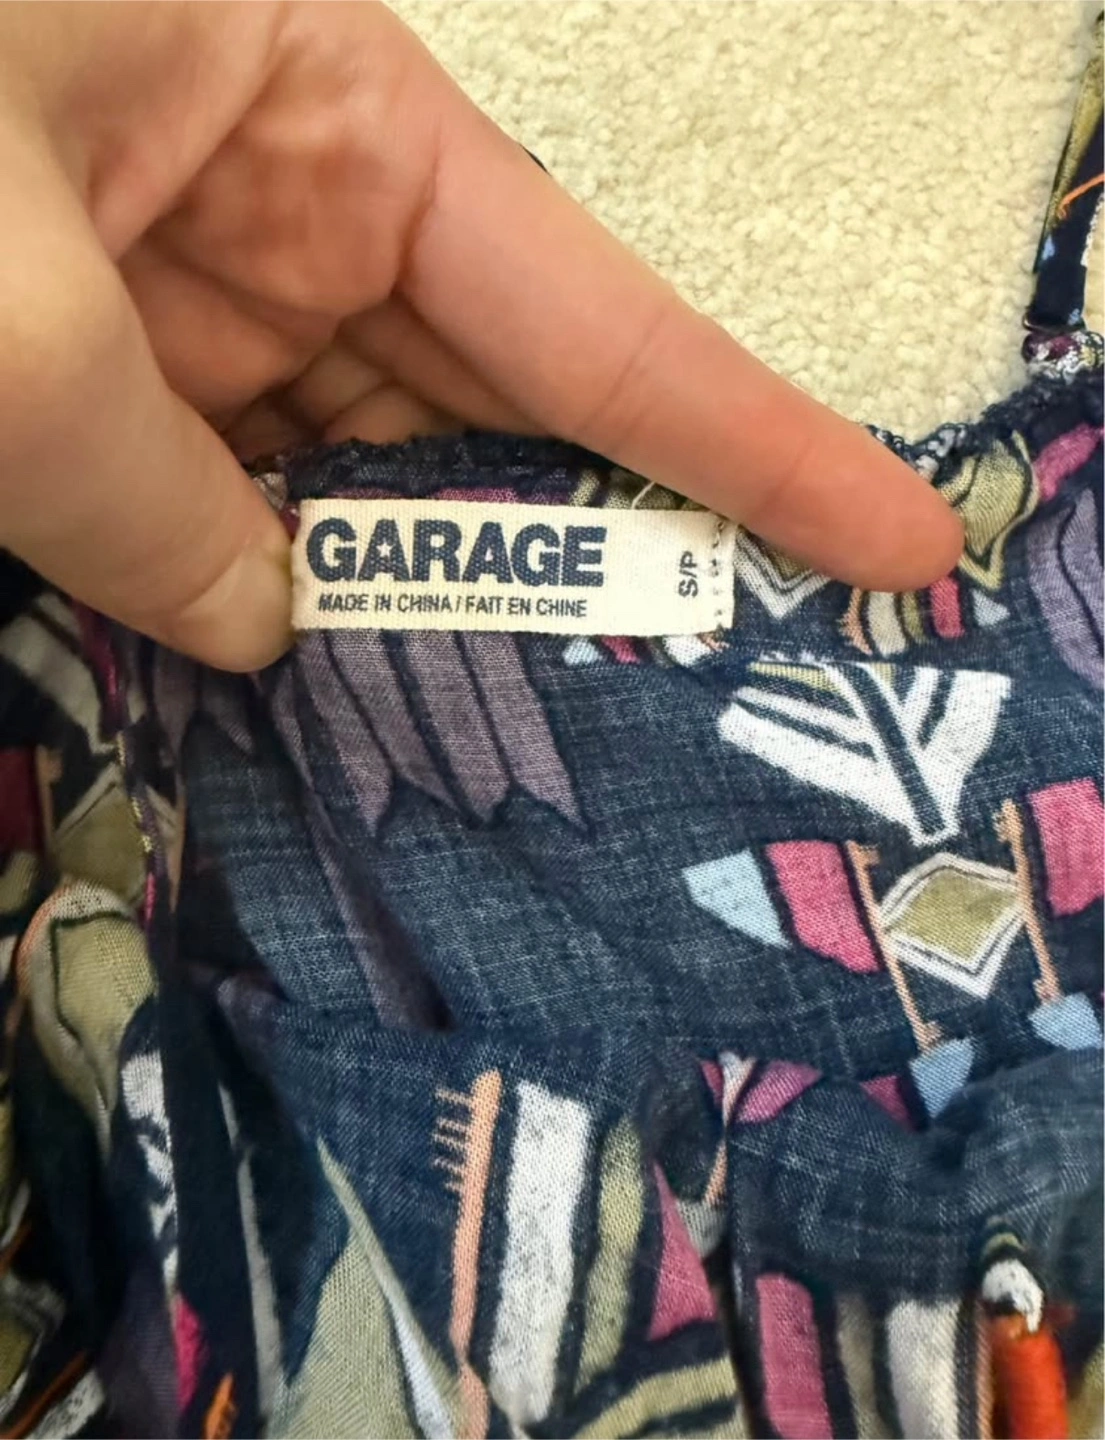 GARAGE
MADE IN CHINA / FAIT EN CHINE
S/P